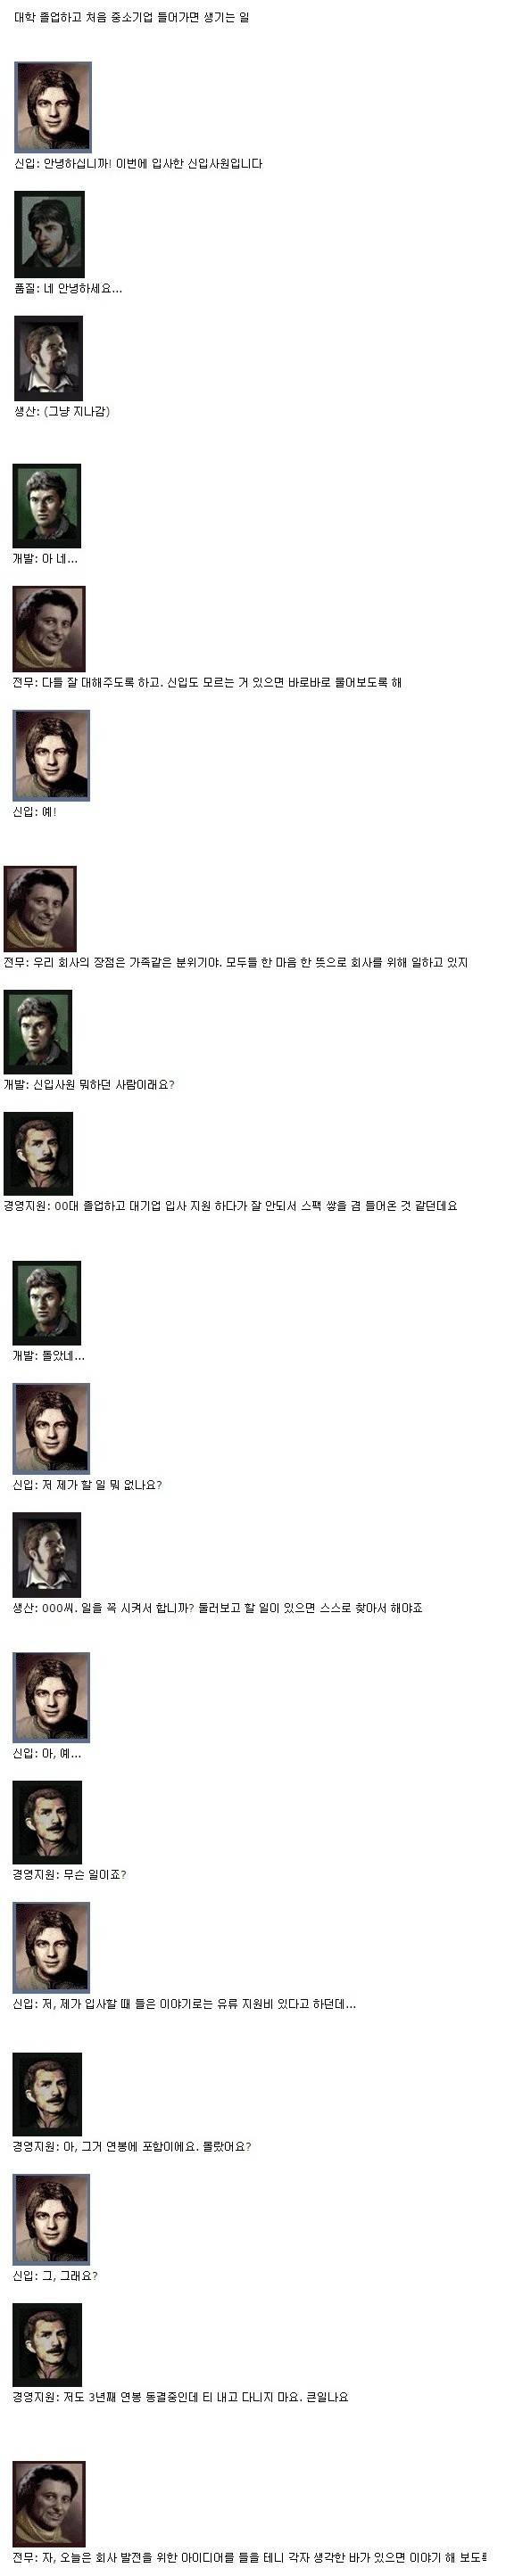 대학 졸업하고 처음 중소기업 들어가면 생기는 일
신입: 안녕하십니까! 이번에 입사한 신입사원입니다
품질: 네 안녕하세요...
생산: (그냥 지나감)
개발: 아 네...
전무: 다들 잘 대해주도록 하고. 신입도 모르는 거 있으면 바로바로 물어보도록 해
신입: 예!
전무: 우리 회사의 장점은 가족같은 분위기야. 모두들 한 마음 한 뜻으로 회사를 위해 일하고 있지
개발: 신입사원 뭐하던 사람이래요?
경영지원: 00대 졸업하고 대기업 입사 지원 하다가 잘 안되서 스팩 쌓을 겸 들어온 것 같던데요
개발: 돌았네...
신입: 저 제가 할 일 뭐 없나요?
생산: 000씨. 일을 꼭 시켜서 합니까? 둘러보고 할 일이 있으면 스스로 찾아서 해야죠
신입: 아, 예...
경영지원: 무슨 일이죠?
신입: 저, 제가 입사할 때 들은 이야기로는 유류 지원비 있다고 하던데...
경영지원: 아, 그거 연봉에 포함이에요. 몰랐어요?
신입: 그, 그래요?
경영지원: 저도 3년째 연봉 동결중인데 티 내고 다니지 마요. 큰일나요
전무: 자, 오늘은 회사 발전을 위한 아이디어를 들을 테니 각자 생각한 바가 있으면 이야기 해 보도록